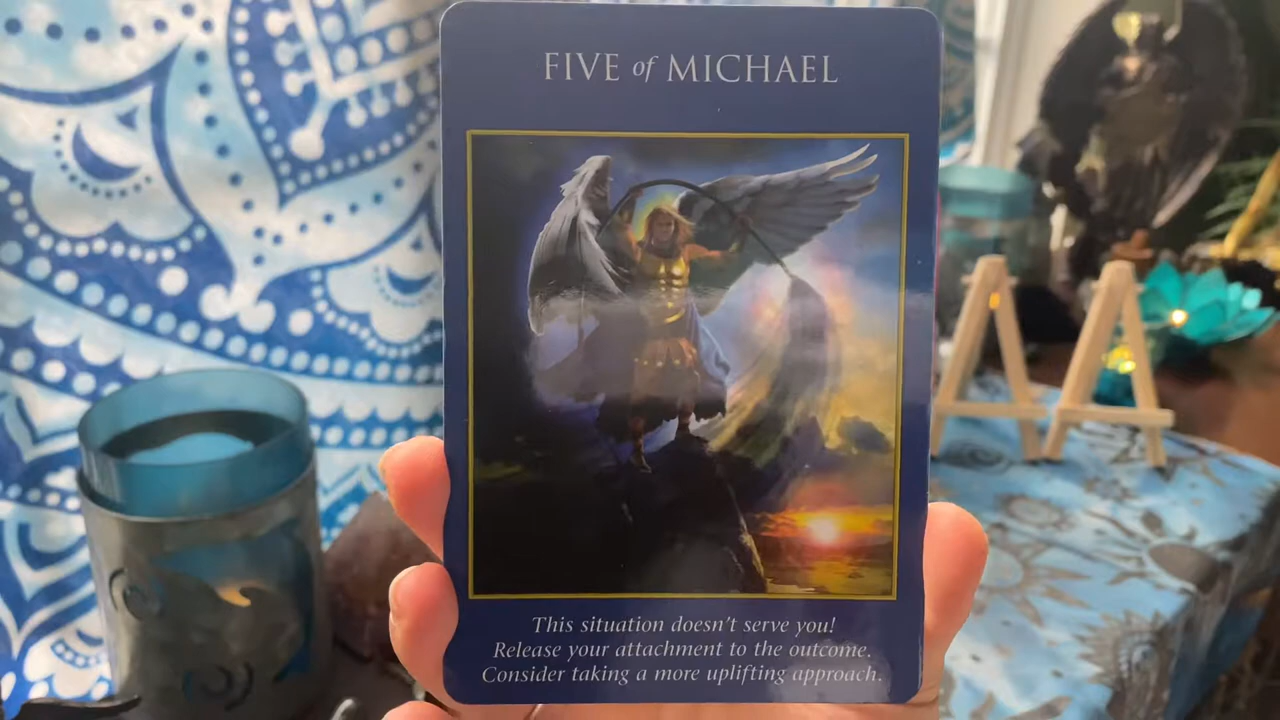 FIVE of MICHAEL
This situation doesn't serve you!
Release your attachment to the outcome.
Consider taking a more uplifting approach.